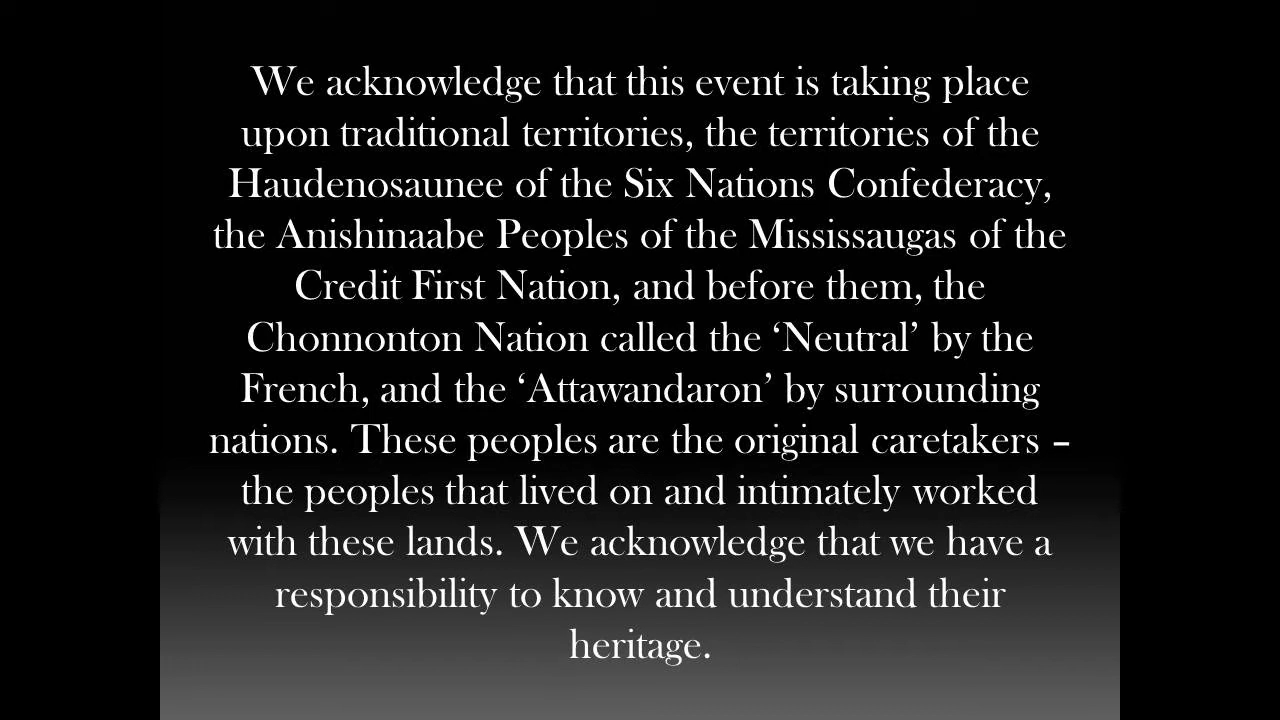 We acknowledge that this event is taking place
upon traditional territories, the territories of the
Haudenosaunee of the Six Nations Confederacy,
the Anishinaabe Peoples of the Mississaugas of the
Credit First Nation, and before them, the
Chonnonton Nation called the ‘Neutral’ by the
French, and the ‘Attawandaron’ by surrounding
nations. These peoples are the original caretakers –
the peoples that lived on and intimately worked
with these lands. We acknowledge that we have a
responsibility to know and understand their
heritage.